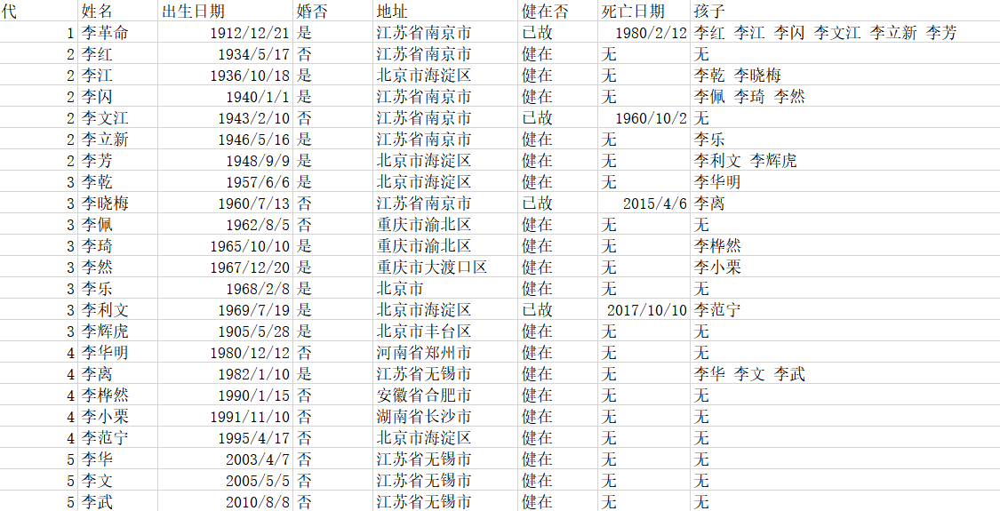 代 姓名 出生日期 婚否 地址 健在否 死亡日期 孩子
1 李革命 1912/12/21 是 江苏省南京市 已故 1980/2/12 李红 李江 李闪 李文江 李立新 李芳
2 李红 1934/5/17 否 江苏省南京市 健在 无 无
2 李江 1936/10/18 是 北京市海淀区 健在 无 李乾 李晓梅
2 李闪 1940/1/1 是 江苏省南京市 健在 无 李佩 李琦 李然
2 李文江 1943/2/10 否 江苏省南京市 已故 1960/10/2 无
2 李立新 1946/5/16 是 江苏省南京市 健在 无 李乐
2 李芳 1948/9/9 是 北京市海淀区 健在 无 李利文 李辉虎
3 李乾 1957/6/6 是 北京市海淀区 健在 无 李华明
3 李晓梅 1960/7/13 否 江苏省南京市 已故 2015/4/6 李离
3 李佩 1962/8/5 否 重庆市渝北区 健在 无 无
3 李琦 1965/10/10 是 重庆市渝北区 健在 无 李桦然
3 李然 1967/12/20 是 重庆市大渡口区 健在 无 李小栗
3 李乐 1968/2/8 是 北京市 健在 无 无
3 李利文 1969/7/19 是 北京市海淀区 已故 2017/10/10 李范宁
3 李辉虎 1905/5/28 是 北京市丰台区 健在 无 无
4 李华明 1980/12/12 否 河南省郑州市 健在 无 无
4 李离 1982/1/10 是 江苏省无锡市 健在 无 李华 李文 李武
4 李桦然 1990/1/15 否 安徽省合肥市 健在 无 无
4 李小栗 1991/11/10 否 湖南省长沙市 健在 无 无
4 李范宁 1995/4/17 否 北京市海淀区 健在 无 无
5 李华 2003/4/7 否 江苏省无锡市 健在 无 无
5 李文 2005/5/5 否 江苏省无锡市 健在 无 无
5 李武 2010/8/8 否 江苏省无锡市 健在 无 无